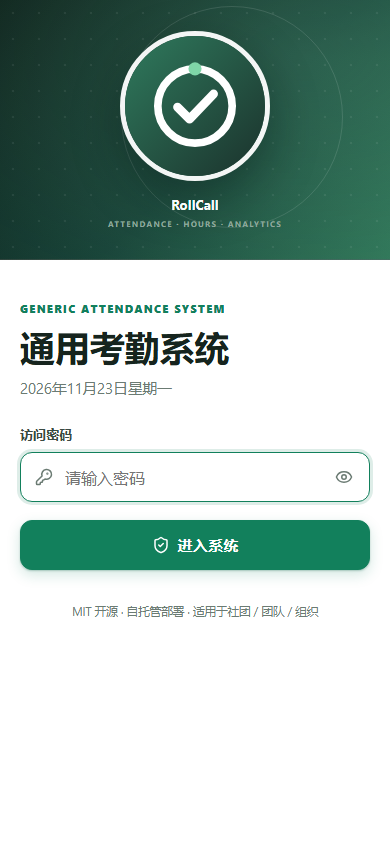 RollCall
ATTENDANCE · HOURS · ANALYTICS
GENERIC ATTENDANCE SYSTEM
通用考勤系统
2026年11月23日星期一
访问密码
请输入密码
进入系统
MIT 开源 · 自托管部署 · 适用于社团 / 团队 / 组织